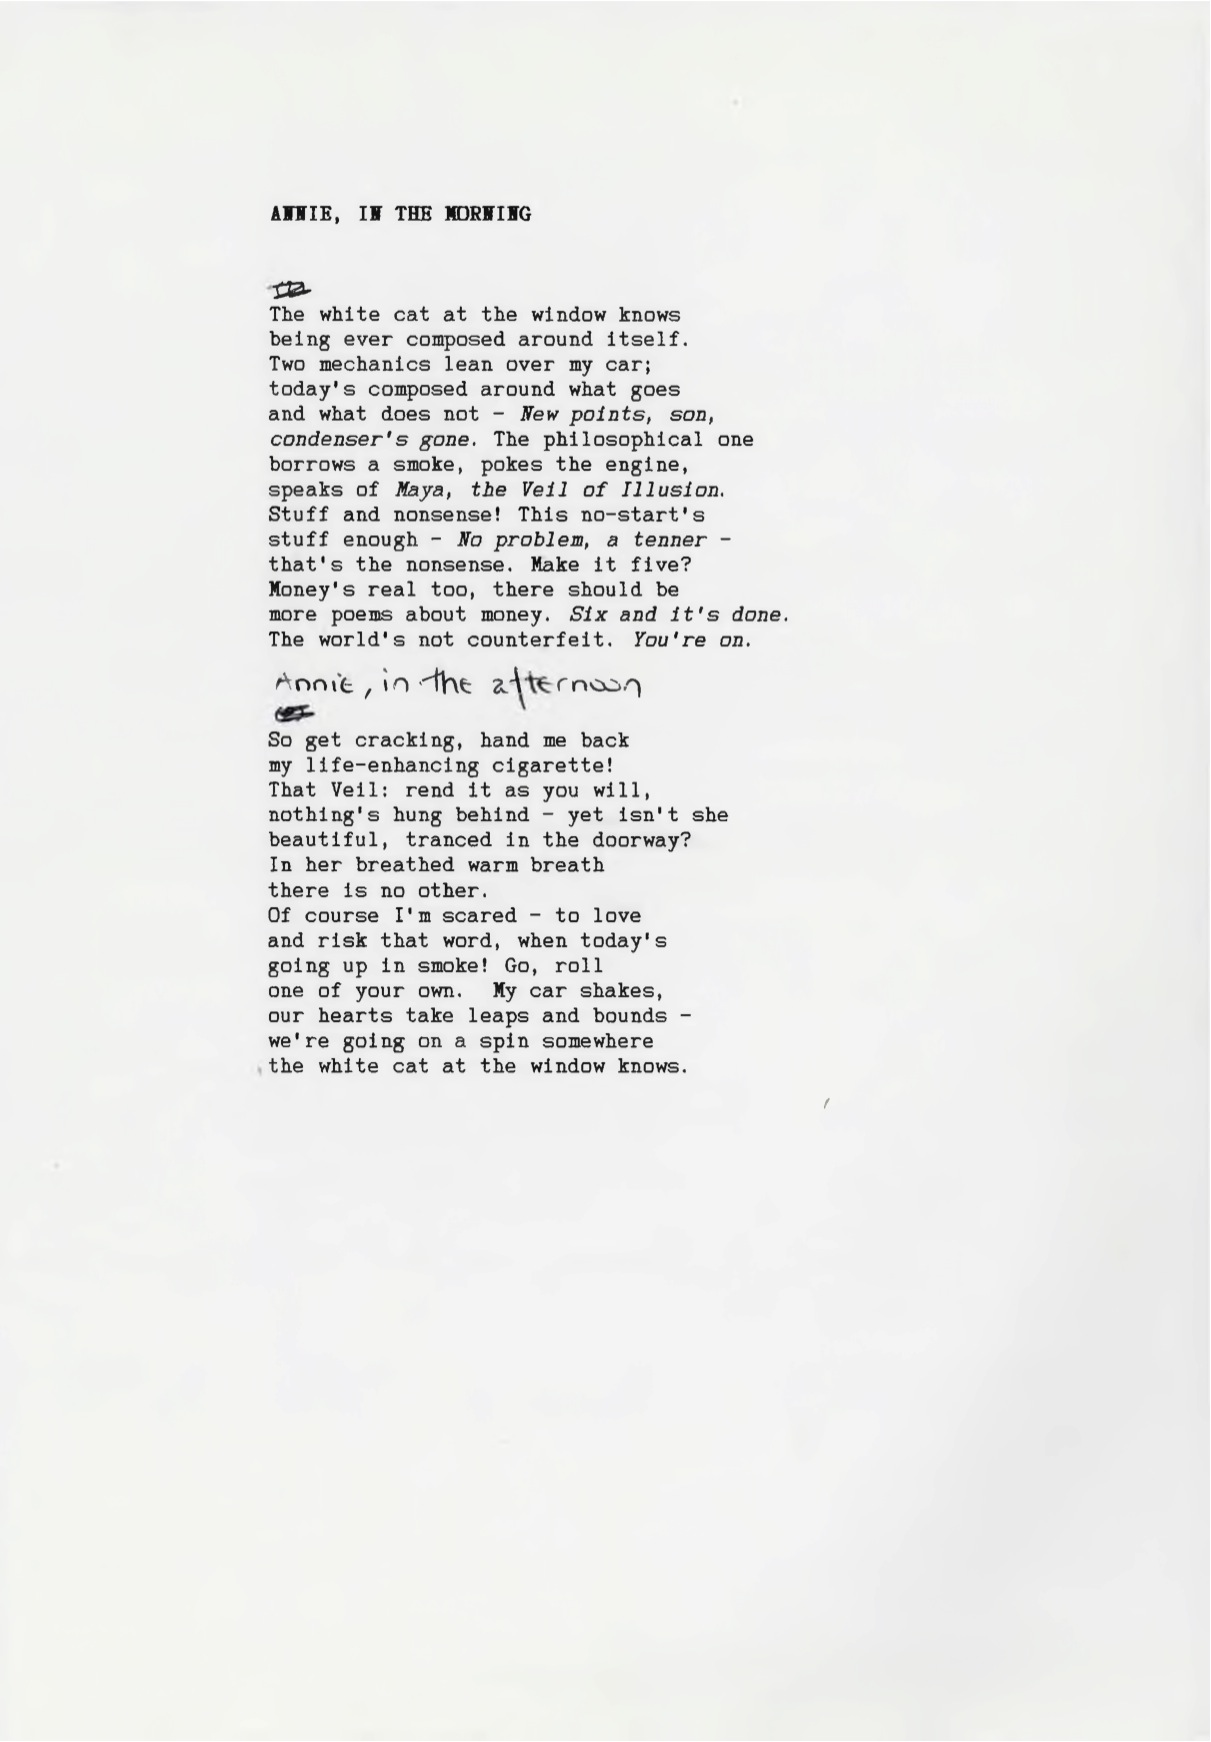 ANNIE, IN THE MORNING
The white cat at the window knows
being ever composed around itself.
Two mechanics lean over my car;
today's composed around what goes
and what does not - New points, son,
condenser's gone. The philosophical one
borrows a smoke, pokes the engine,
speaks of Maya, the Veil of Illusion.
Stuff and nonsense! This no-start's
stuff enough - No problem, a tenner -
that's the nonsense. Make it five?
Money's real too, there should be
more poems about money. Six and it's done.
The world's not counterfeit. You're on.
Annie, in the afternoon
So get cracking, hand me back
my life-enhancing cigarette!
That Veil: rend it as you will,
nothing's hung behind - yet isn't she
beautiful, tranced in the doorway?
In her breathed warm breath
there is no other.
Of course I'm scared - to love
and risk that word, when today's
going up in smoke! Go, roll
one of your own.  My car shakes,
our hearts take leaps and bounds -
we're going on a spin somewhere
the white cat at the window knows.